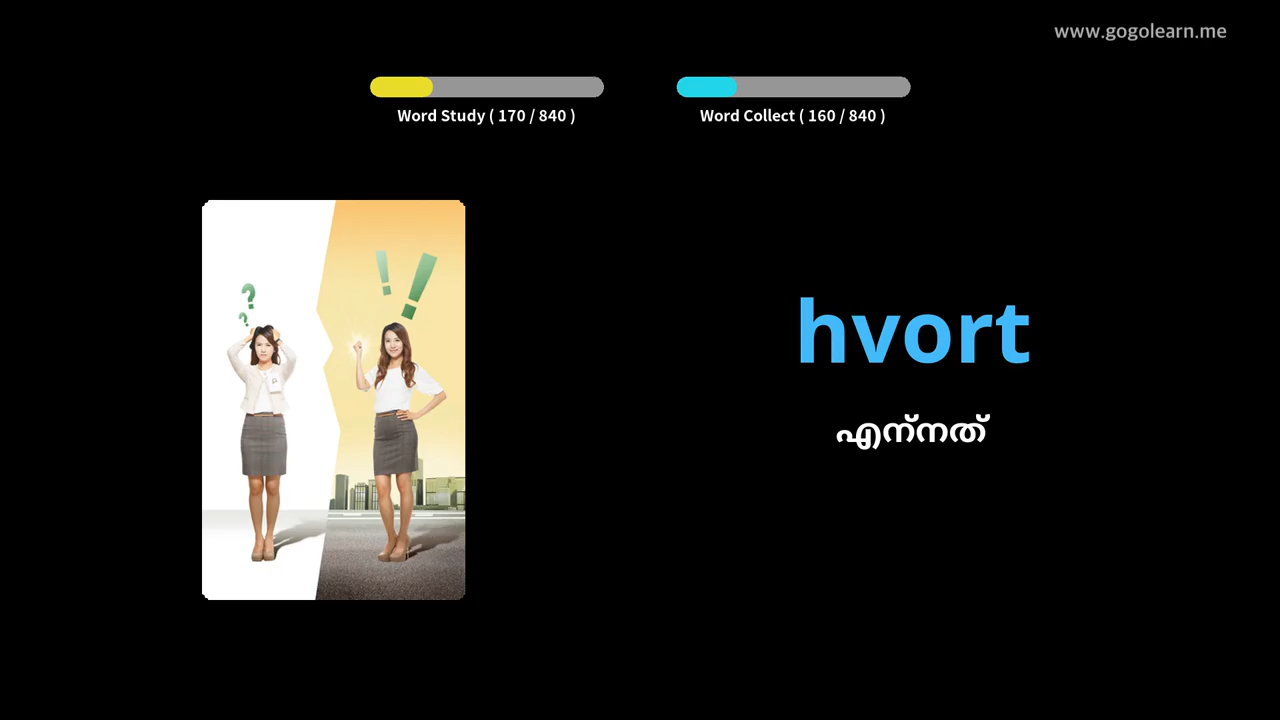 www.gogolearn.me
Word Study ( 170 / 840 )
Word Collect ( 160 / 840 )
? ?
! !
hvort
എന്നത്